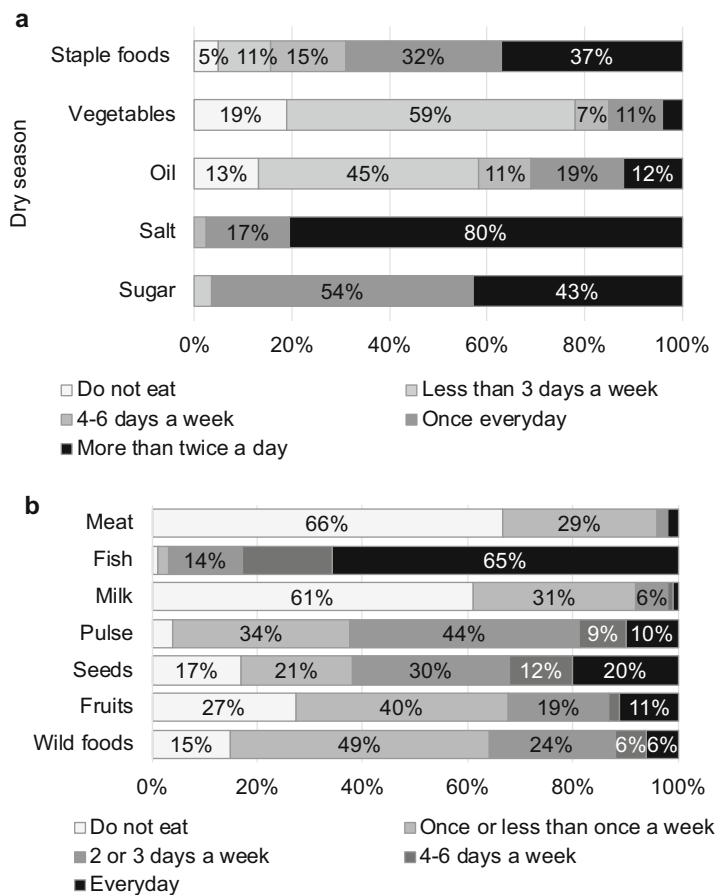 a
Dry season
Staple foods 5% 11% 15% 32% 37%
Vegetables 19% 59% 7% 11%
Oil 13% 45% 11% 19% 12%
Salt 17% 80%
Sugar 54% 43%
0% 20% 40% 60% 80% 100%
Do not eat Less than 3 days a week
4-6 days a week Once everyday
More than twice a day
b
Meat 66% 29%
Fish 14% 65%
Milk 61% 31% 6%
Pulse 34% 44% 9% 10%
Seeds 17% 21% 30% 12% 20%
Fruits 27% 40% 19% 11%
Wild foods 15% 49% 24% 6% 6%
0% 20% 40% 60% 80% 100%
Do not eat Once or less than once a week
2 or 3 days a week 4-6 days a week
Everyday